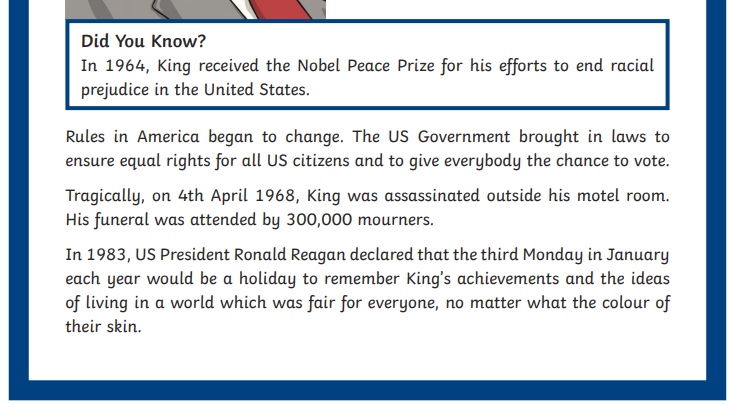 Did You Know?
In 1964, King received the Nobel Peace Prize for his efforts to end racial
prejudice in the United States.
Rules in America began to change. The US Government brought in laws to
ensure equal rights for all US citizens and to give everybody the chance to vote.
Tragically, on 4th April 1968, King was assassinated outside his motel room.
His funeral was attended by 300,000 mourners.
In 1983, US President Ronald Reagan declared that the third Monday in January
each year would be a holiday to remember King's achievements and the ideas
of living in a world which was fair for everyone, no matter what the colour of
their skin.